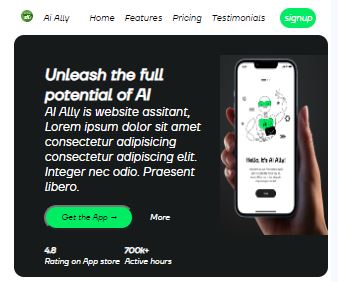 Ai Ally Home Features Pricing Testimonials signup
Unleash the full
potential of AI
AI Ally is website assitant,
Lorem ipsum dolor sit amet
consectetur adipisicing
consectetur adipiscing elit.
Integer nec odio. Praesent
libero.
Get the App → More
4.8 700k+
Rating on App store Active hours
Hello, It's Ai Ally!